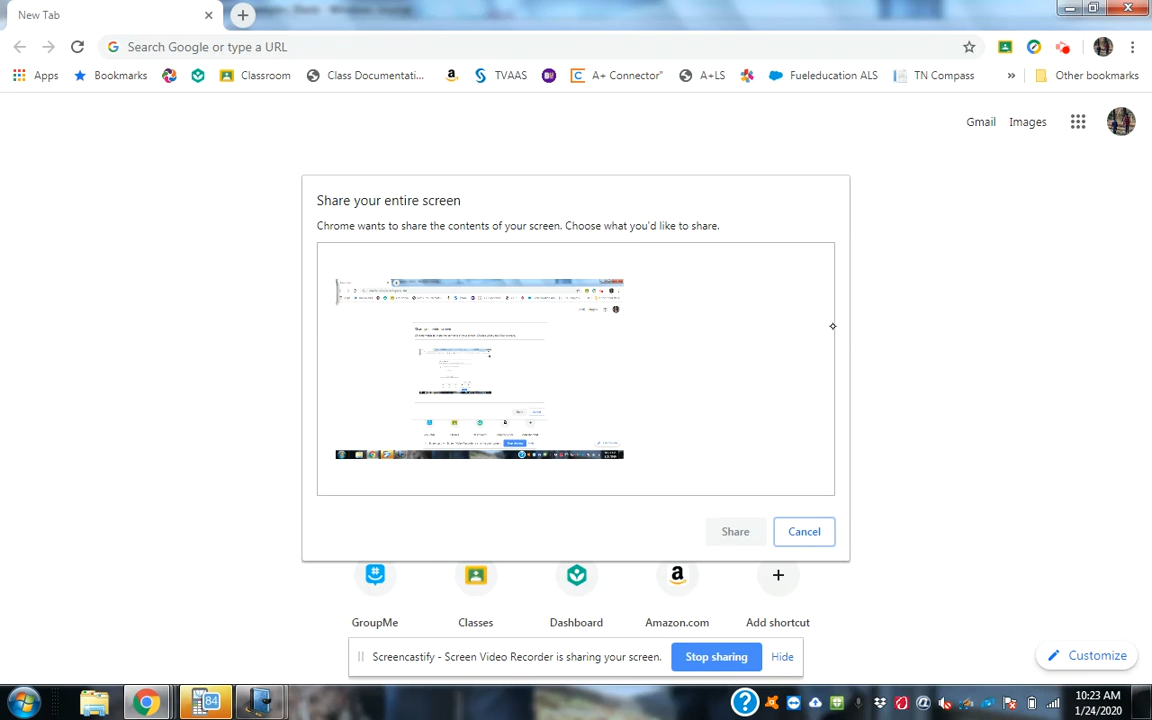 New Tab
Search Google or type a URL
Apps Bookmarks Classroom Class Documentati... TVAAS A+ Connector" A+LS Fueleducation ALS TN Compass » Other bookmarks
Gmail Images
Share your entire screen
Chrome wants to share the contents of your screen. Choose what you'd like to share.
Share Cancel
GroupMe Classes Dashboard Amazon.com Add shortcut
Screencastify - Screen Video Recorder is sharing your screen. Stop sharing Hide
Customize
84
10:23 AM
1/24/2020